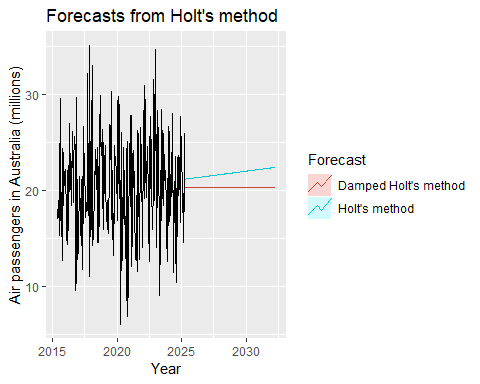 Forecasts from Holt's method
Air passengers in Australia (millions)
30
20
10
2015
2020
2025
2030
Year
Forecast
Damped Holt's method
Holt's method